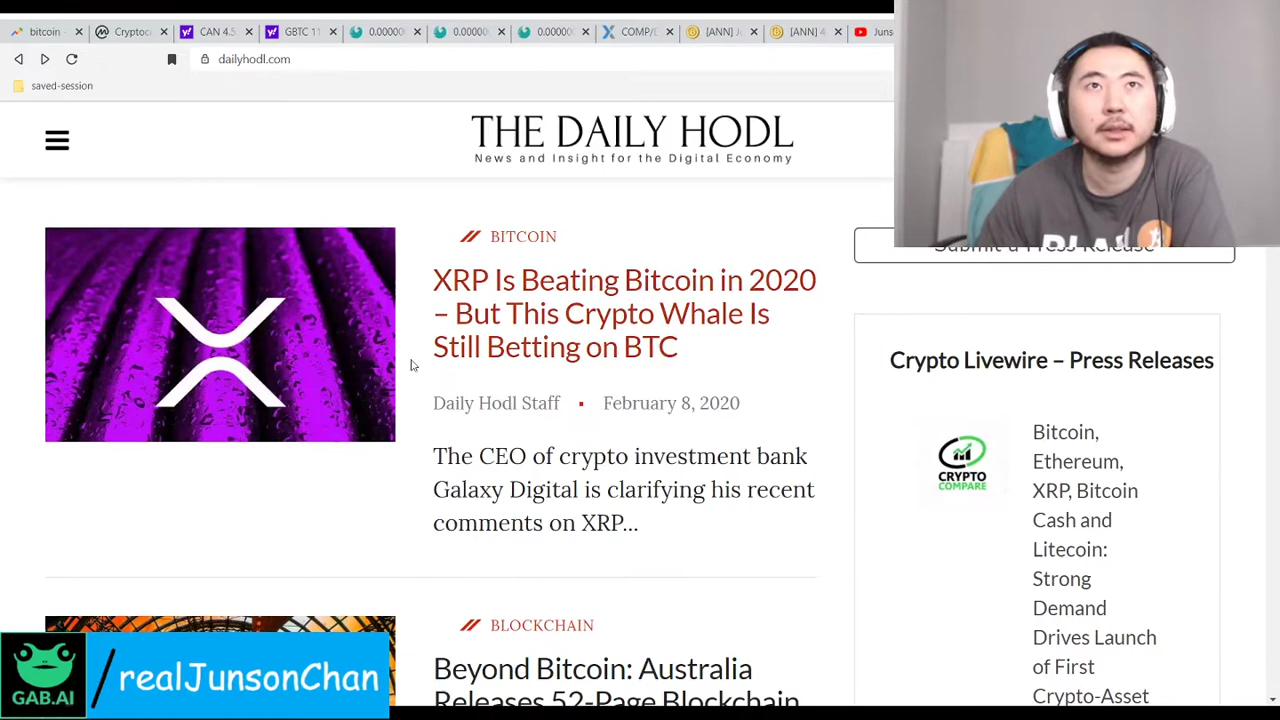 bitcoin
Cryptoc
CAN 4.5
GBTC 11
0.00000
0.00000
0.00000
COMP/
[ANN] J
[ANN] 4
Juns
dailyhodl.com
saved-session
THE DAILY HODL
News and Insight for the Digital Economy
BITCOIN
XRP Is Beating Bitcoin in 2020
– But This Crypto Whale Is
Still Betting on BTC
Daily Hodl Staff ▪ February 8, 2020
The CEO of crypto investment bank
Galaxy Digital is clarifying his recent
comments on XRP...
BLOCKCHAIN
Beyond Bitcoin: Australia
Releases 52-Page Blockchain
Submit a Press Release
Crypto Livewire – Press Releases
CRYPTO
COMPARE
Bitcoin,
Ethereum,
XRP, Bitcoin
Cash and
Litecoin:
Strong
Demand
Drives Launch
of First
Crypto-Asset
GAB.AI
/realJunsonChan